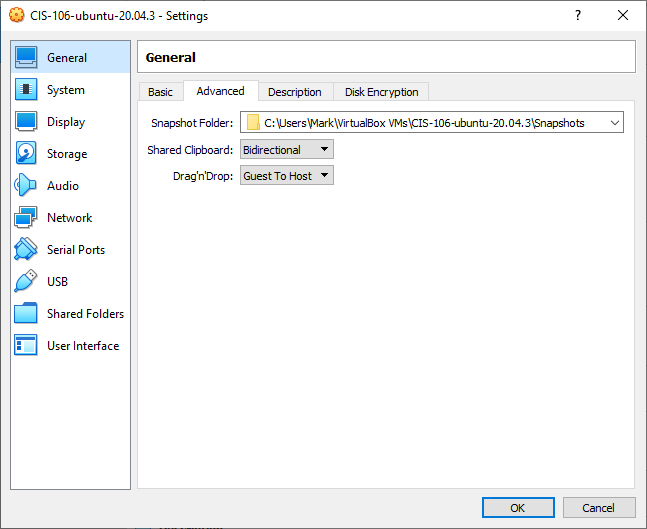 CIS-106-ubuntu-20.04.3 - Settings
?
General
System
Display
Storage
Audio
Network
Serial Ports
USB
Shared Folders
User Interface
General
Basic
Advanced
Description
Disk Encryption
Snapshot Folder: C:\Users\Mark\VirtualBox VMs\CIS-106-ubuntu-20.04.3\Snapshots
Shared Clipboard: Bidirectional
Drag'n'Drop: Guest To Host
OK
Cancel